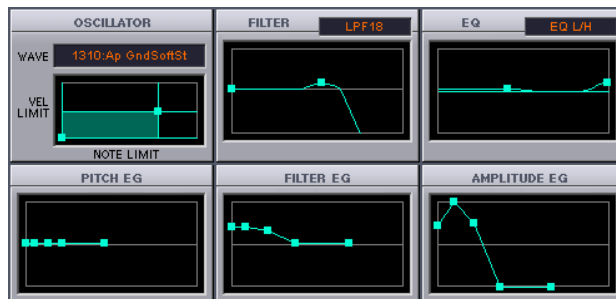 OSCILLATOR
WAVE 1310:Ap GndSoftSt
VEL LIMIT
NOTE LIMIT
FILTER LPF18
EQ EQ L/H
PITCH EG
FILTER EG
AMPLITUDE EG